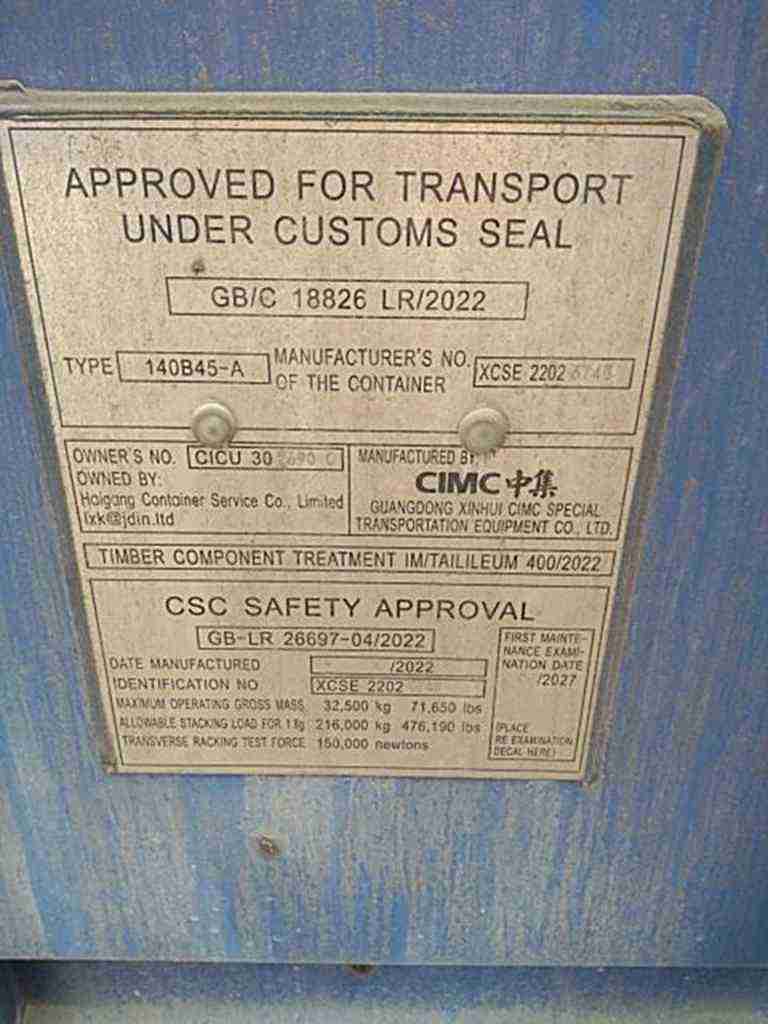 APPROVED FOR TRANSPORT
UNDER CUSTOMS SEAL
GB/C 18826 LR/2022
TYPE 140B45-A
MANUFACTURER'S NO.
OF THE CONTAINER
XCSE 2202
OWNER'S NO. CICU 30
OWNED BY:
Haigang Container Service Co., Limited
lxk@jdin.ltd
MANUFACTURED BY:
CIMC中集
GUANGDONG XINHUI CIMC SPECIAL
TRANSPORTATION EQUIPMENT CO., LTD.
TIMBER COMPONENT TREATMENT IM/TAILILEUM 400/2022
CSC SAFETY APPROVAL
GB-LR 26697-04/2022
DATE MANUFACTURED /2022
IDENTIFICATION NO XCSE 2202
MAXIMUM OPERATING GROSS MASS 32,500 kg 71,650 lbs
ALLOWABLE STACKING LOAD FOR 1.8g 216,000 kg 476,190 lbs
TRANSVERSE RACKING TEST FORCE 150,000 newtons
FIRST MAINTE-
NANCE EXAMI-
NATION DATE
/2027
(PLACE
RE EXAMINATION
DECAL HERE)